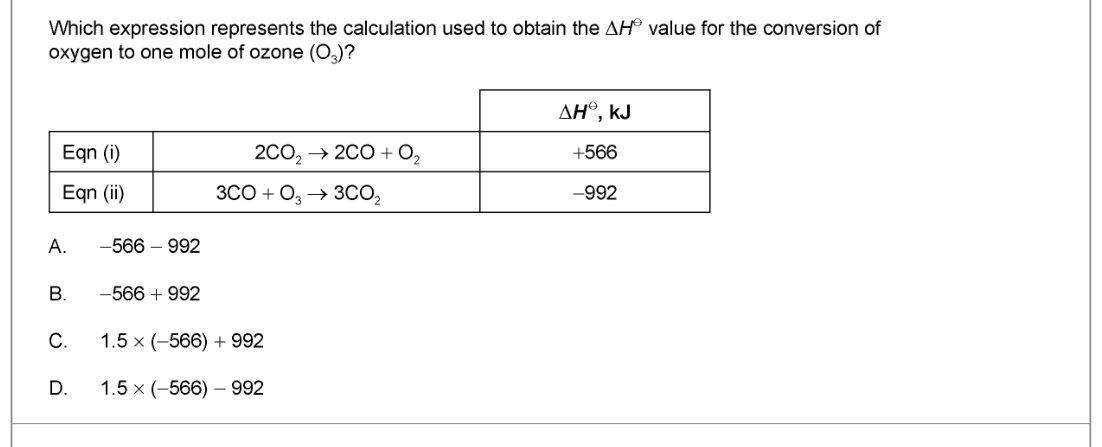 Which expression represents the calculation used to obtain the ΔH⊖ value for the conversion of
oxygen to one mole of ozone (O₃)?
ΔH⊖, kJ
Eqn (i) 2CO₂ → 2CO + O₂ +566
Eqn (ii) 3CO + O₃ → 3CO₂ −992
A. −566 − 992
B. −566 + 992
C. 1.5 × (−566) + 992
D. 1.5 × (−566) − 992